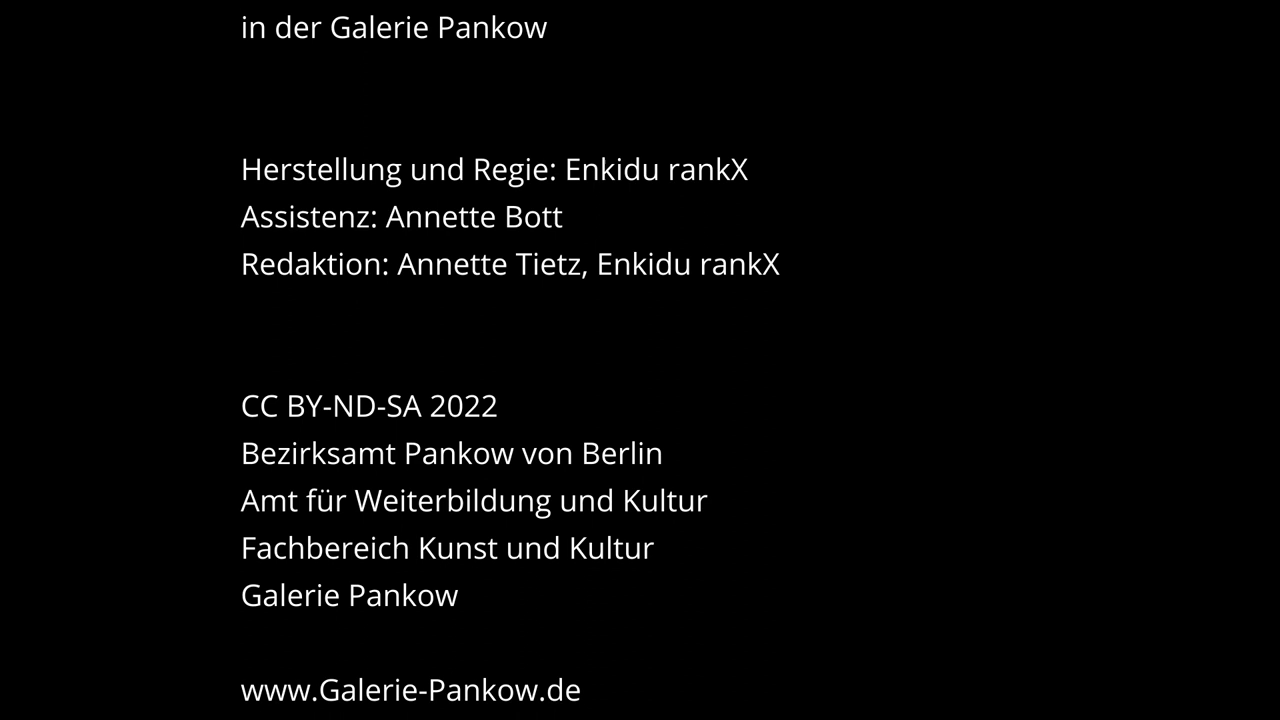 in der Galerie Pankow
Herstellung und Regie: Enkidu rankX
Assistenz: Annette Bott
Redaktion: Annette Tietz, Enkidu rankX
CC BY-ND-SA 2022
Bezirksamt Pankow von Berlin
Amt für Weiterbildung und Kultur
Fachbereich Kunst und Kultur
Galerie Pankow
www.Galerie-Pankow.de